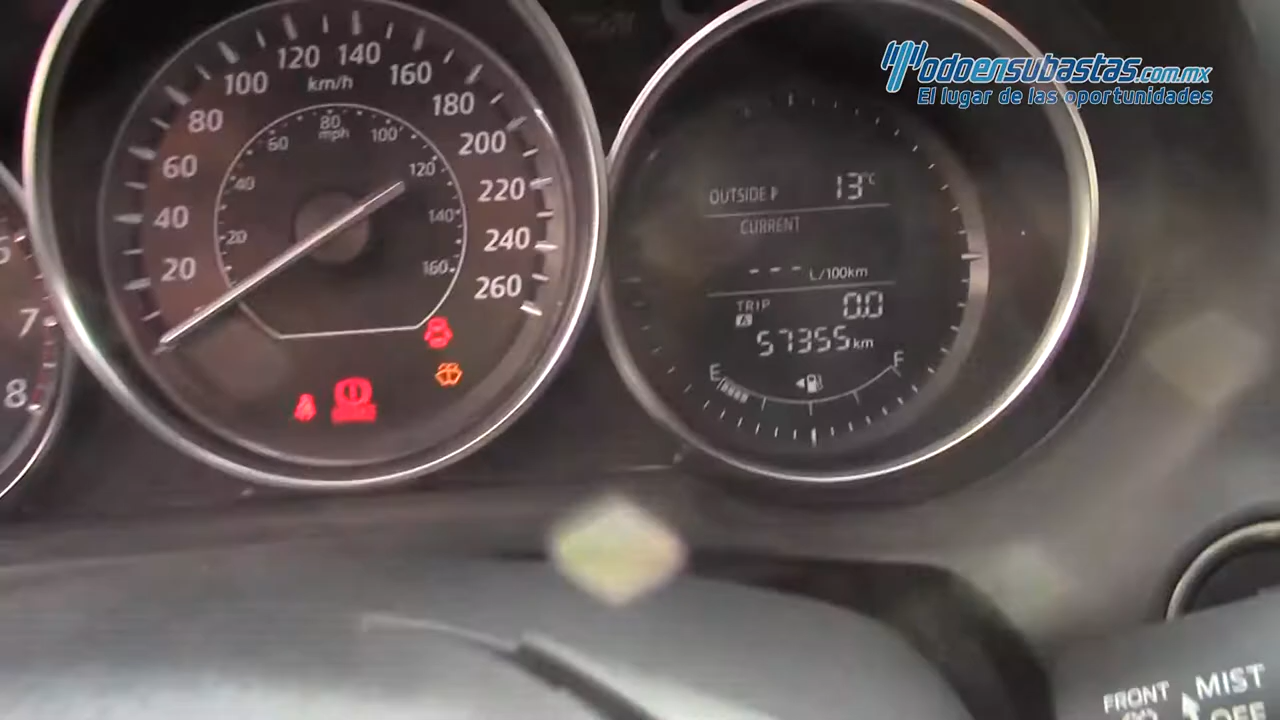 Todoensubastas.com.mx
El lugar de las oportunidades
20
40
60
80
100
120
140
160
180
200
220
240
260
km/h
20
40
60
80
mph
100
120
140
160
6
7
8
OUTSIDE
13°C
CURRENT
--- L/100km
TRIP A 0.0
57355 km
E F
FRONT
MIST
OFF